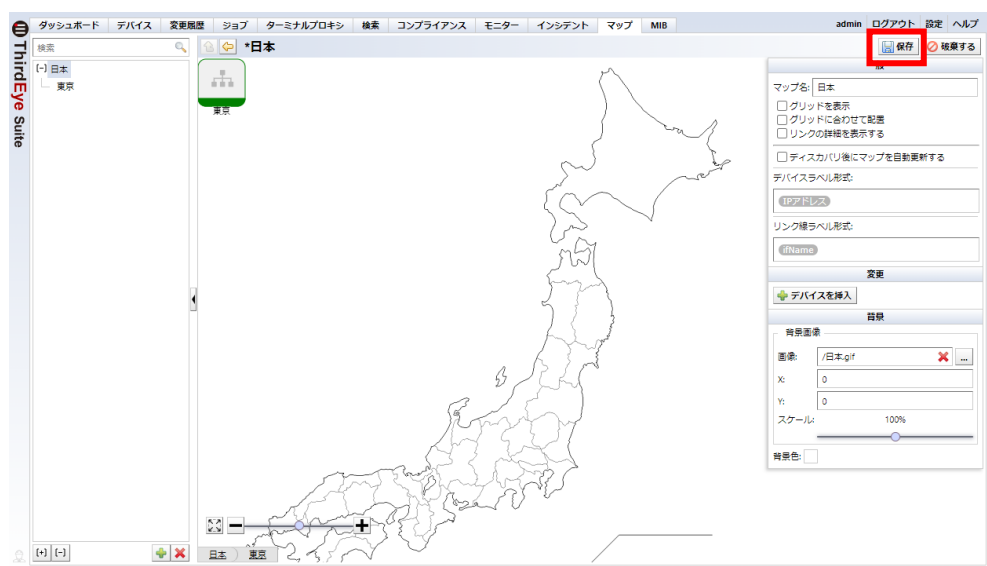 ThirdEye Suite
ダッシュボード デバイス 変更履歴 ジョブ ターミナルプロキシ 検索 コンプライアンス モニター インシデント マップ MIB admin ログアウト 設定 ヘルプ
検索
*日本
保存 破棄する
[-] 日本
東京
東京
マップ名: 日本
グリッドを表示
グリッドに合わせて配置
リンクの詳細を表示する
ディスカバリ後にマップを自動更新する
デバイスラベル形式:
IPアドレス
リンク線ラベル形式:
ifName
変更
デバイスを挿入
背景
背景画像
画像: /日本.gif ...
X: 0
Y: 0
スケール: 100%
背景色:
[+] [-]
日本 東京